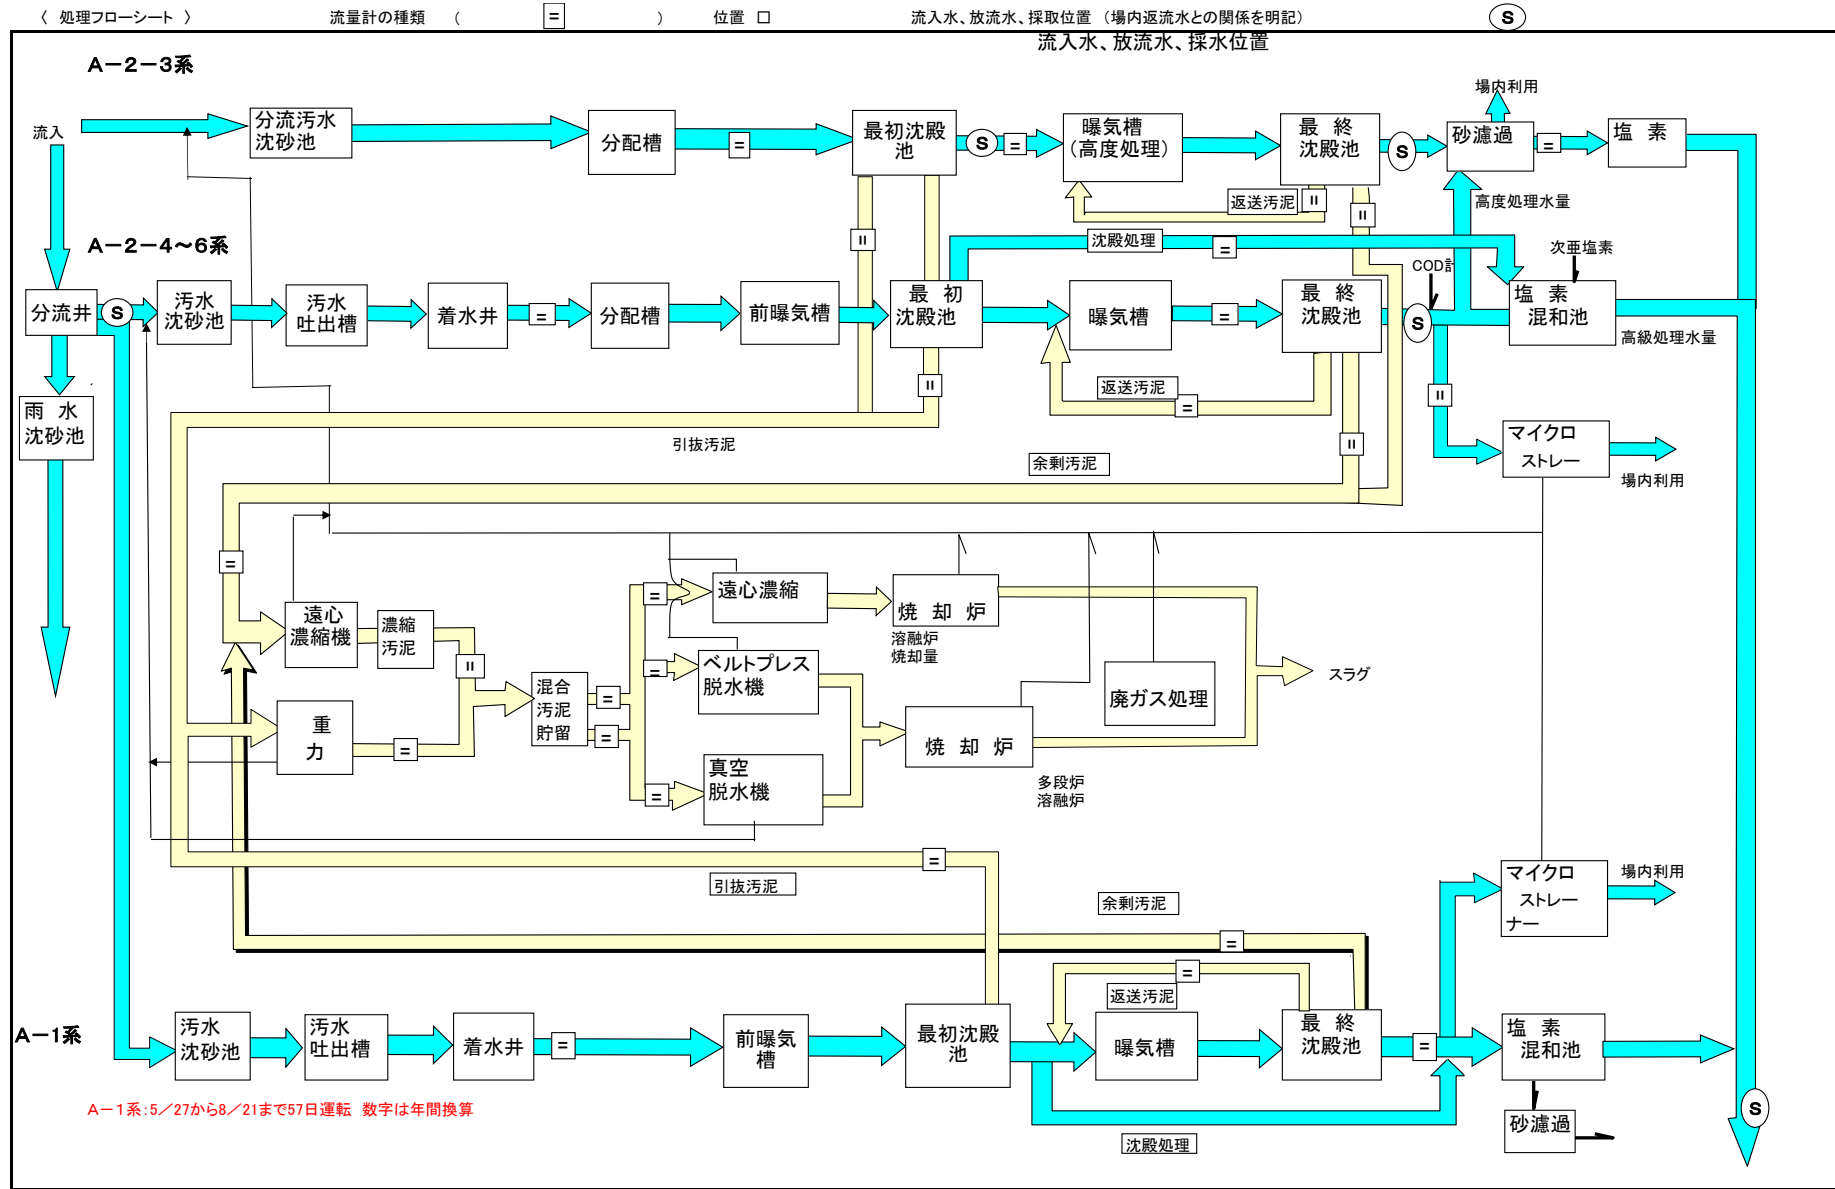 〈 処理フローシート 〉 流量計の種類 ( = ) 位置 □ 流入水、放流水、採取位置 (場内返流水との関係を明記) S
流入水、放流水、採水位置
A-2-3系
流入
分流汚水
沈砂池
分配槽
=
最初沈殿
池
S
=
曝気槽
(高度処理)
最 終
沈殿池
S
場内利用
砂濾過
=
塩 素
返送汚泥
=
=
高度処理水量
A-2-4~6系
=
沈殿処理
=
次亜塩素
COD計
分流井
S
汚水
沈砂池
汚水
吐出槽
着水井
=
分配槽
前曝気槽
最 初
沈殿池
曝気槽
=
最 終
沈殿池
S
塩 素
混和池
高級処理水量
=
返送汚泥
=
=
雨 水
沈砂池
引抜汚泥
=
余剰汚泥
マイクロ
ストレー
場内利用
=
遠心
濃縮機
濃縮
汚泥
=
=
遠心濃縮
焼 却 炉
溶融炉
焼却量
混合
汚泥
貯留
=
=
=
ベルトプレス
脱水機
廃ガス処理
スラグ
重
力
=
=
真空
脱水機
焼 却 炉
多段炉
溶融炉
=
引抜汚泥
マイクロ
ストレー
ナー
場内利用
余剰汚泥
=
=
返送汚泥
A-1系
汚水
沈砂池
汚水
吐出槽
着水井
=
前曝気
槽
最初沈殿
池
曝気槽
最 終
沈殿池
=
塩 素
混和池
A-1系:5/27から8/21まで57日運転 数字は年間換算
沈殿処理
砂濾過
S